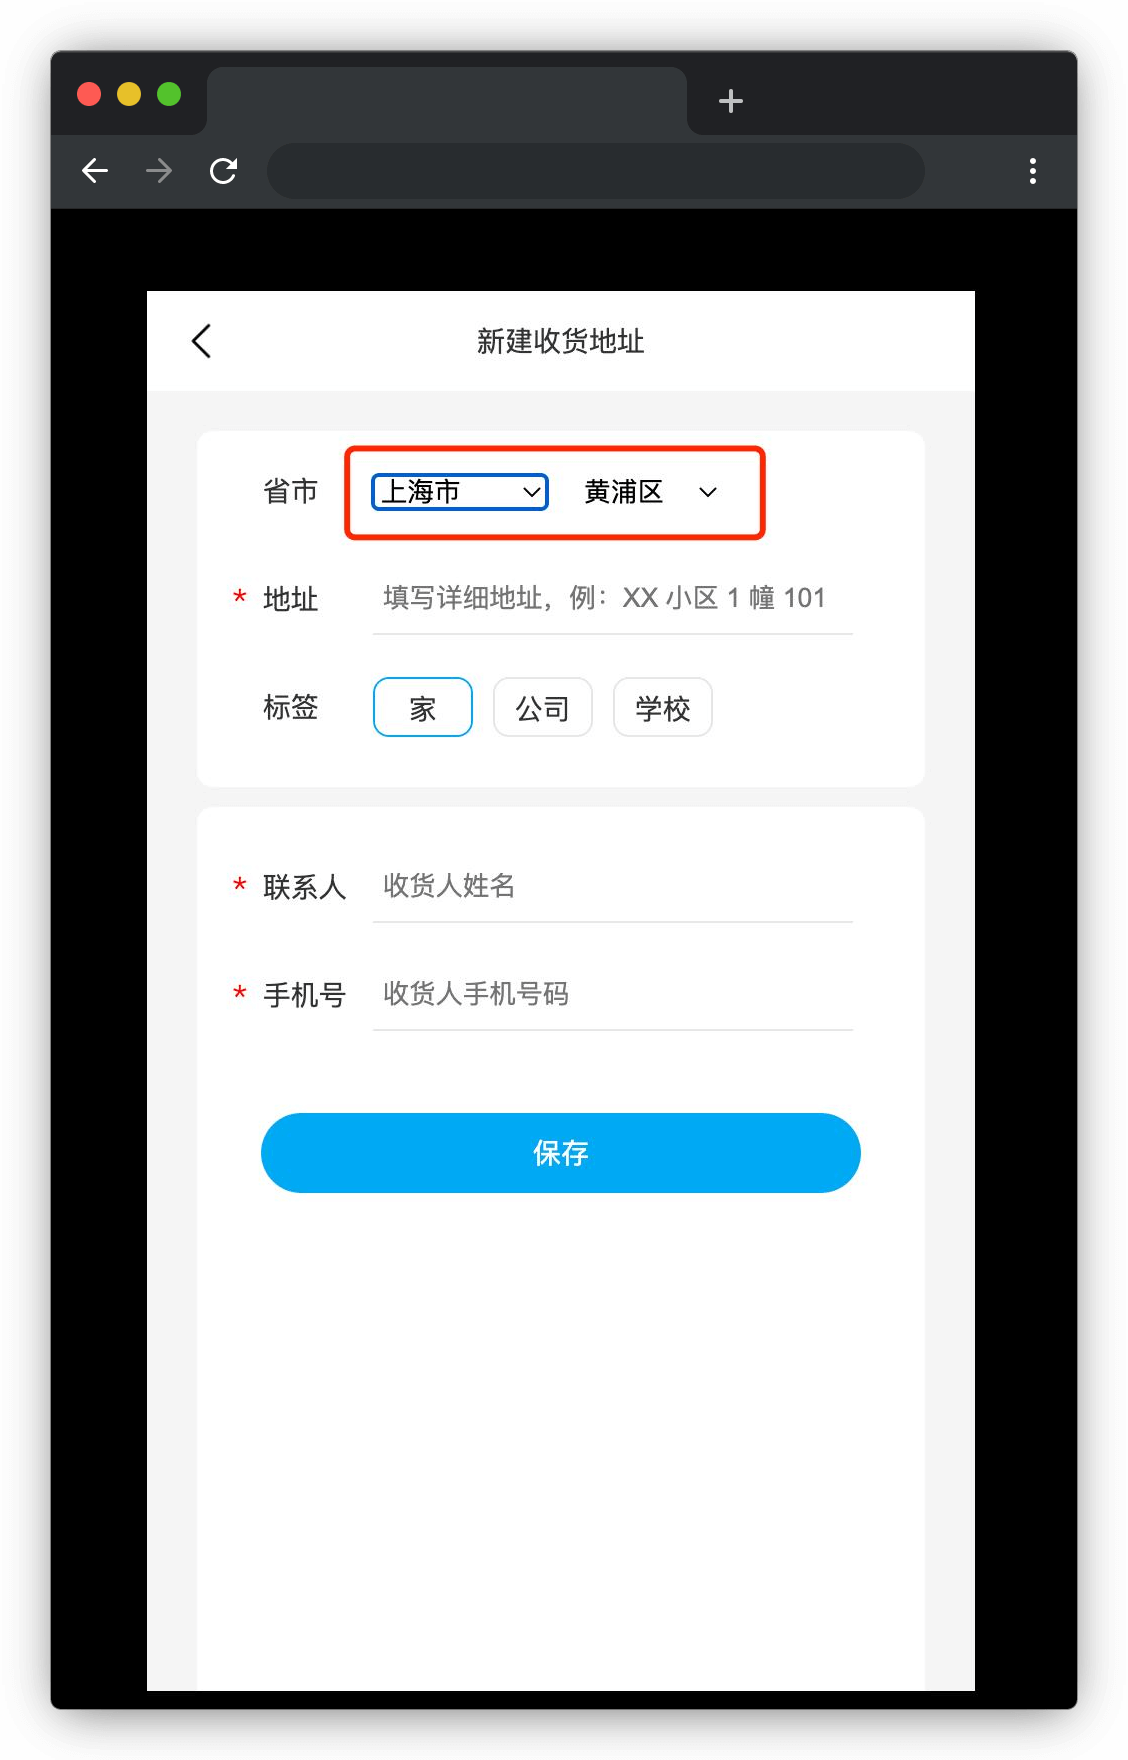 新建收货地址
省市 上海市 黄浦区
* 地址 填写详细地址，例：XX 小区 1 幢 101
标签 家 公司 学校
* 联系人 收货人姓名
* 手机号 收货人手机号码
保存